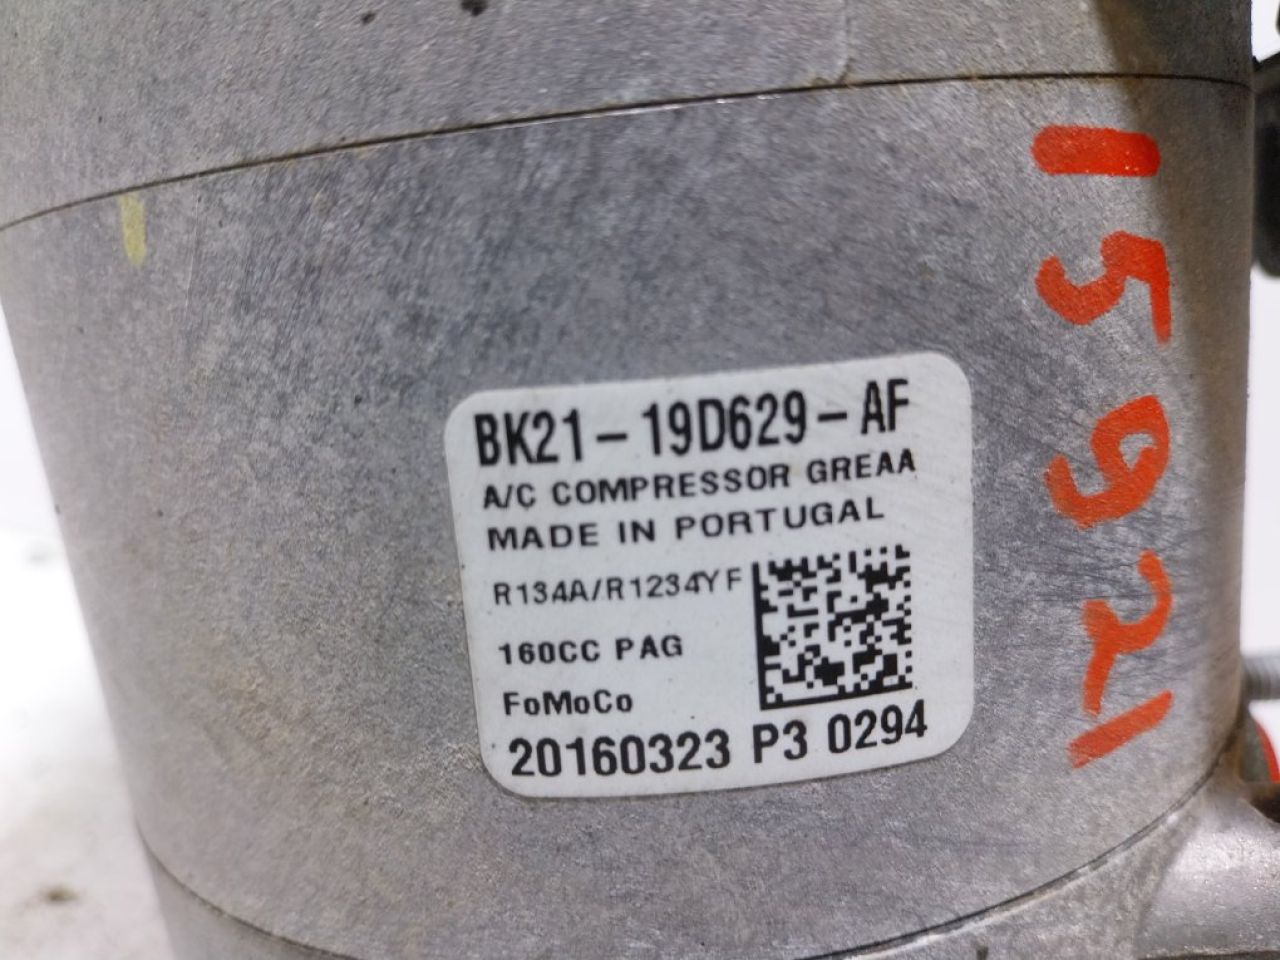 BK21-19D629-AF
A/C COMPRESSOR GREAA
MADE IN PORTUGAL
R134A/R1234YF
160CC PAG
FoMoCo
20160323 P3 0294
15921